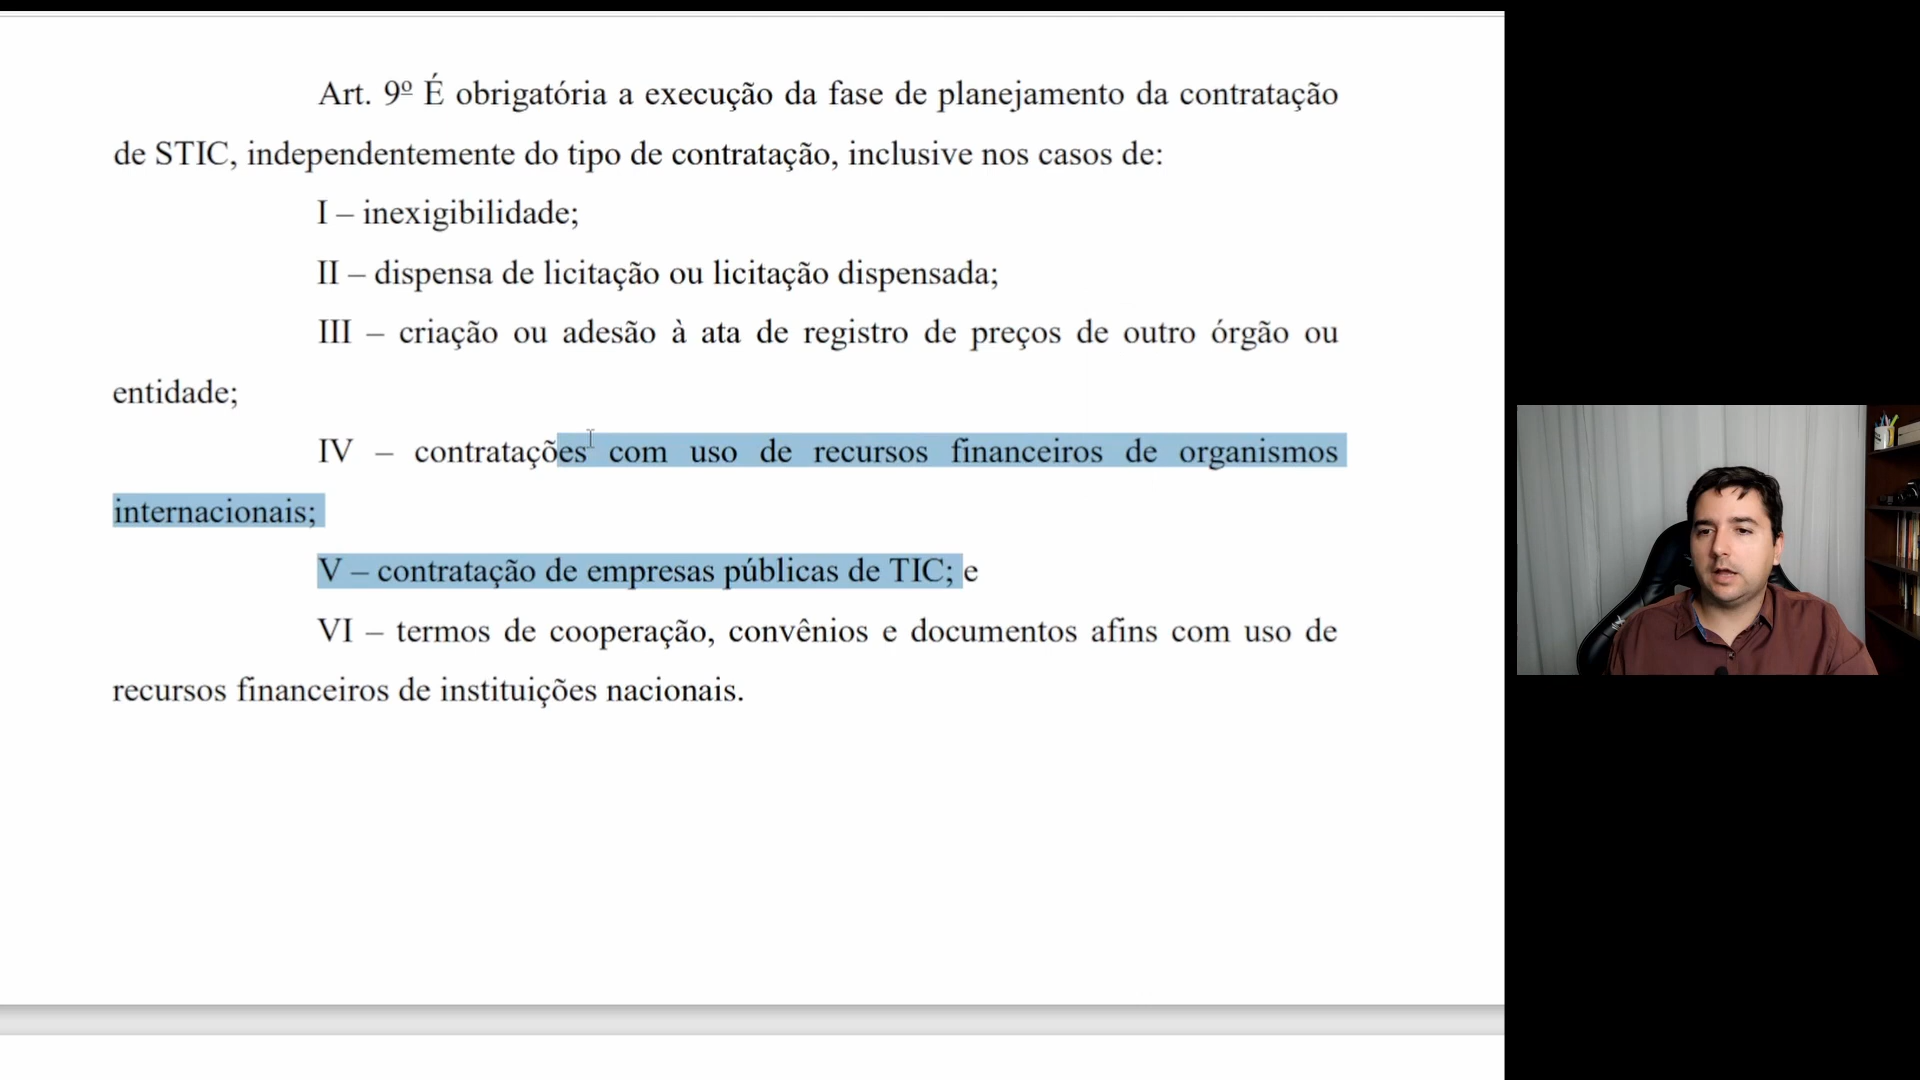 Art. 9º É obrigatória a execução da fase de planejamento da contratação
de STIC, independentemente do tipo de contratação, inclusive nos casos de:
I – inexigibilidade;
II – dispensa de licitação ou licitação dispensada;
III – criação ou adesão à ata de registro de preços de outro órgão ou
entidade;
IV – contratações com uso de recursos financeiros de organismos
internacionais;
V – contratação de empresas públicas de TIC; e
VI – termos de cooperação, convênios e documentos afins com uso de
recursos financeiros de instituições nacionais.